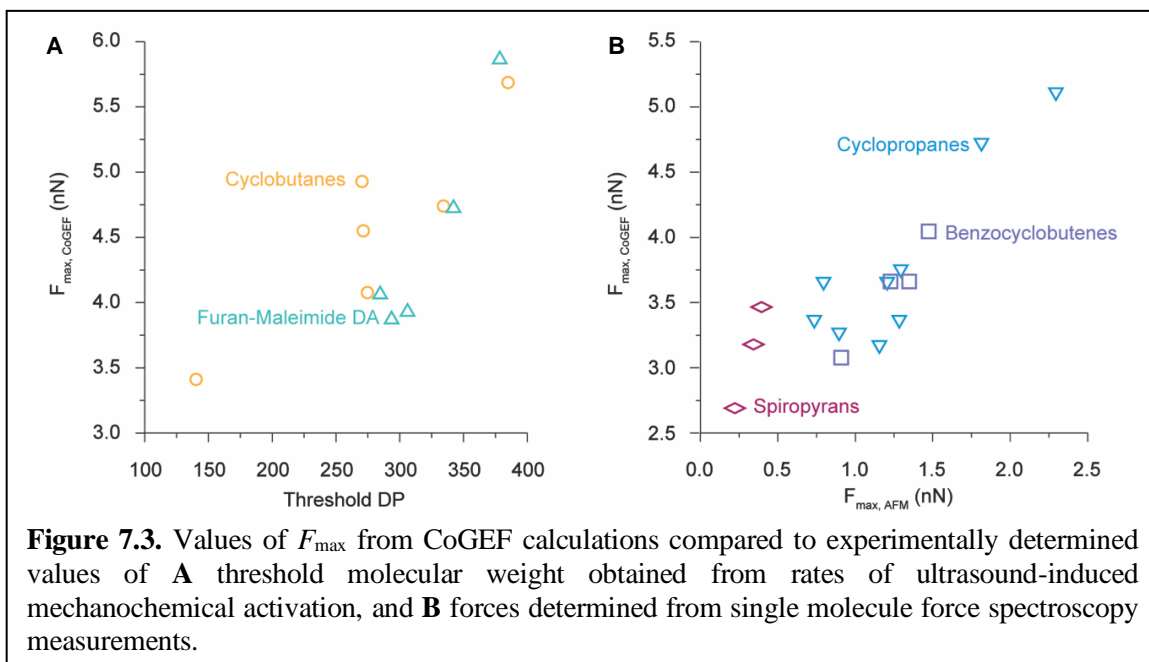 A
6.0
5.5
5.0
4.5
4.0
3.5
3.0
F max, CoGEF (nN)
Cyclobutanes
Furan-Maleimide DA
100 150 200 250 300 350 400
Threshold DP
B
5.5
5.0
4.5
4.0
3.5
3.0
2.5
F max, CoGEF (nN)
Cyclopropanes
Benzocyclobutenes
Spiropyrans
0.0 0.5 1.0 1.5 2.0 2.5
F max, AFM (nN)
Figure 7.3. Values of Fmax from CoGEF calculations compared to experimentally determined
values of A threshold molecular weight obtained from rates of ultrasound-induced
mechanochemical activation, and B forces determined from single molecule force spectroscopy
measurements.